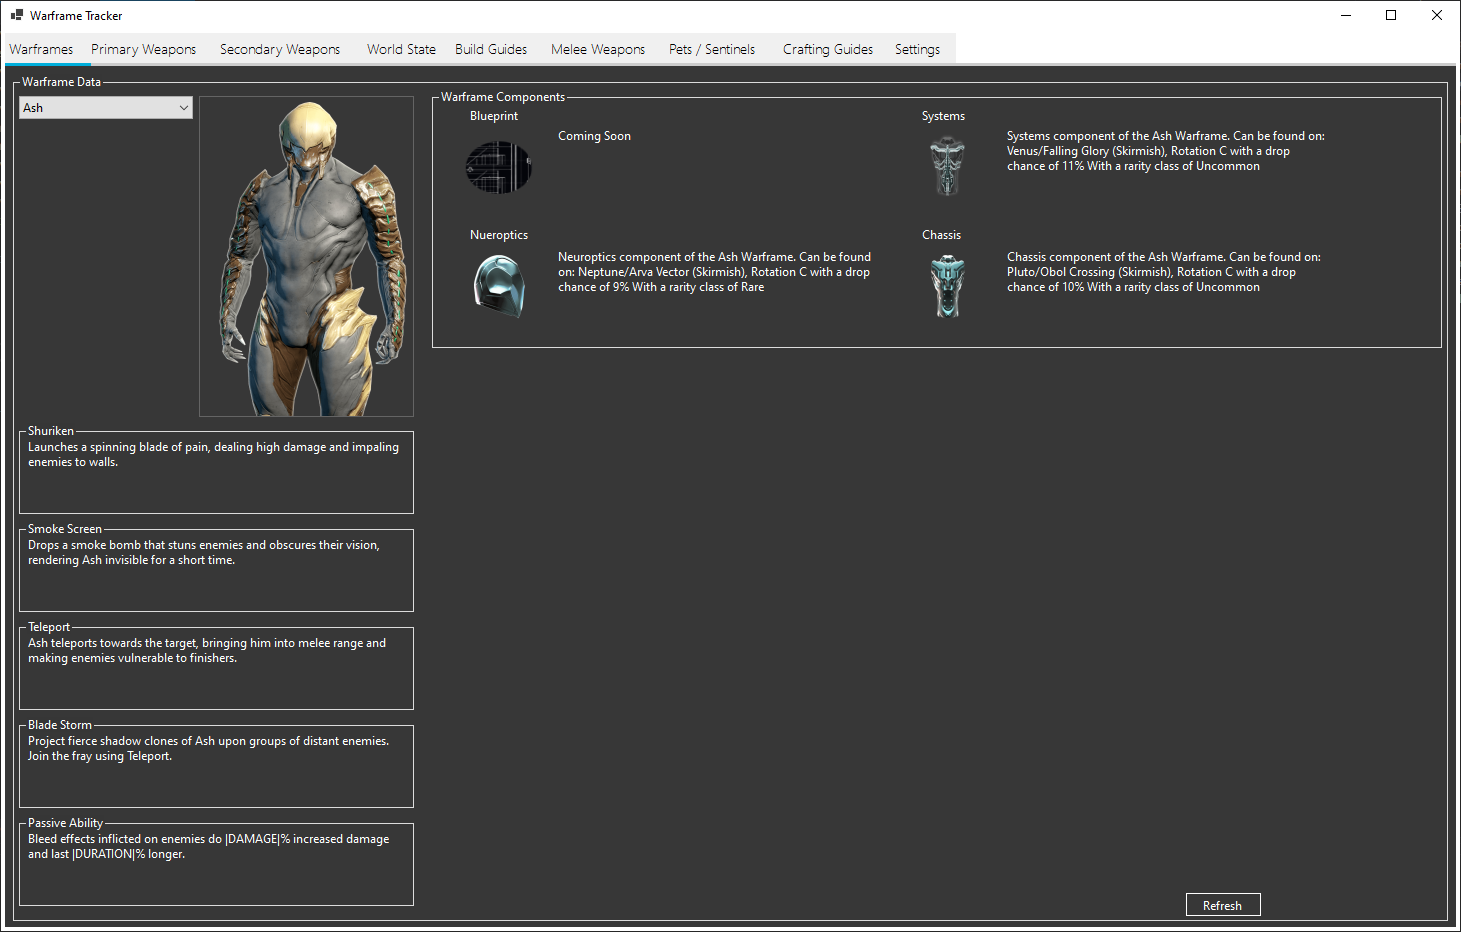 Warframe Tracker
Warframes
Primary Weapons
Secondary Weapons
World State
Build Guides
Melee Weapons
Pets / Sentinels
Crafting Guides
Settings
Warframe Data
Ash
Warframe Components
Blueprint
Coming Soon
Systems
Systems component of the Ash Warframe. Can be found on:
Venus/Falling Glory (Skirmish), Rotation C with a drop
chance of 11% With a rarity class of Uncommon
Nueroptics
Neuroptics component of the Ash Warframe. Can be found
on: Neptune/Arva Vector (Skirmish), Rotation C with a drop
chance of 9% With a rarity class of Rare
Chassis
Chassis component of the Ash Warframe. Can be found on:
Pluto/Obol Crossing (Skirmish), Rotation C with a drop
chance of 10% With a rarity class of Uncommon
Shuriken
Launches a spinning blade of pain, dealing high damage and impaling
enemies to walls.
Smoke Screen
Drops a smoke bomb that stuns enemies and obscures their vision,
rendering Ash invisible for a short time.
Teleport
Ash teleports towards the target, bringing him into melee range and
making enemies vulnerable to finishers.
Blade Storm
Project fierce shadow clones of Ash upon groups of distant enemies.
Join the fray using Teleport.
Passive Ability
Bleed effects inflicted on enemies do |DAMAGE|% increased damage
and last |DURATION|% longer.
Refresh